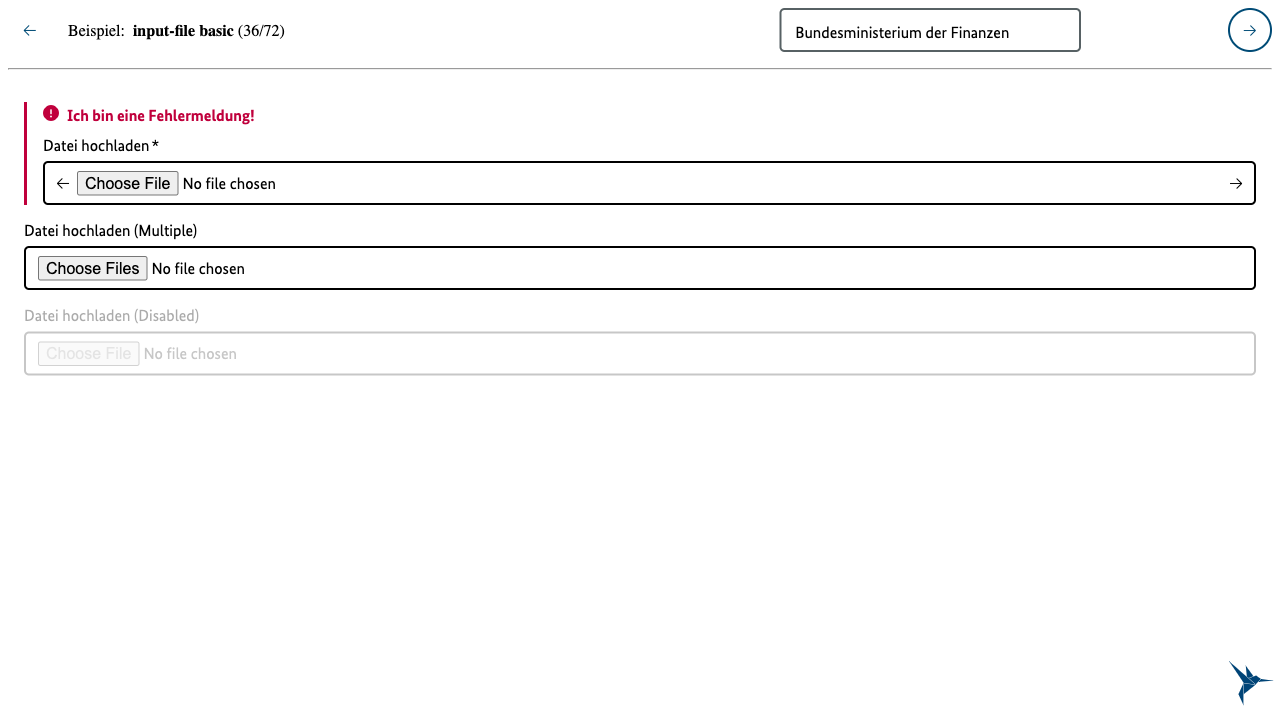 Beispiel: input-file basic (36/72)
Bundesministerium der Finanzen
Ich bin eine Fehlermeldung!
Datei hochladen*
Choose File No file chosen
Datei hochladen (Multiple)
Choose Files No file chosen
Datei hochladen (Disabled)
Choose File No file chosen